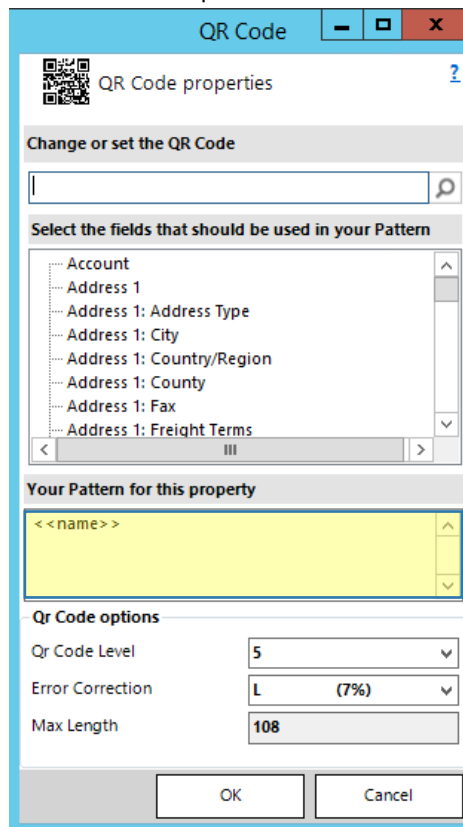 QR Code
QR Code properties
?
Change or set the QR Code
Select the fields that should be used in your Pattern
Account
Address 1
Address 1: Address Type
Address 1: City
Address 1: Country/Region
Address 1: County
Address 1: Fax
Address 1: Freight Terms
Your Pattern for this property
<<name>>
Qr Code options
Qr Code Level 5
Error Correction L (7%)
Max Length 108
OK Cancel